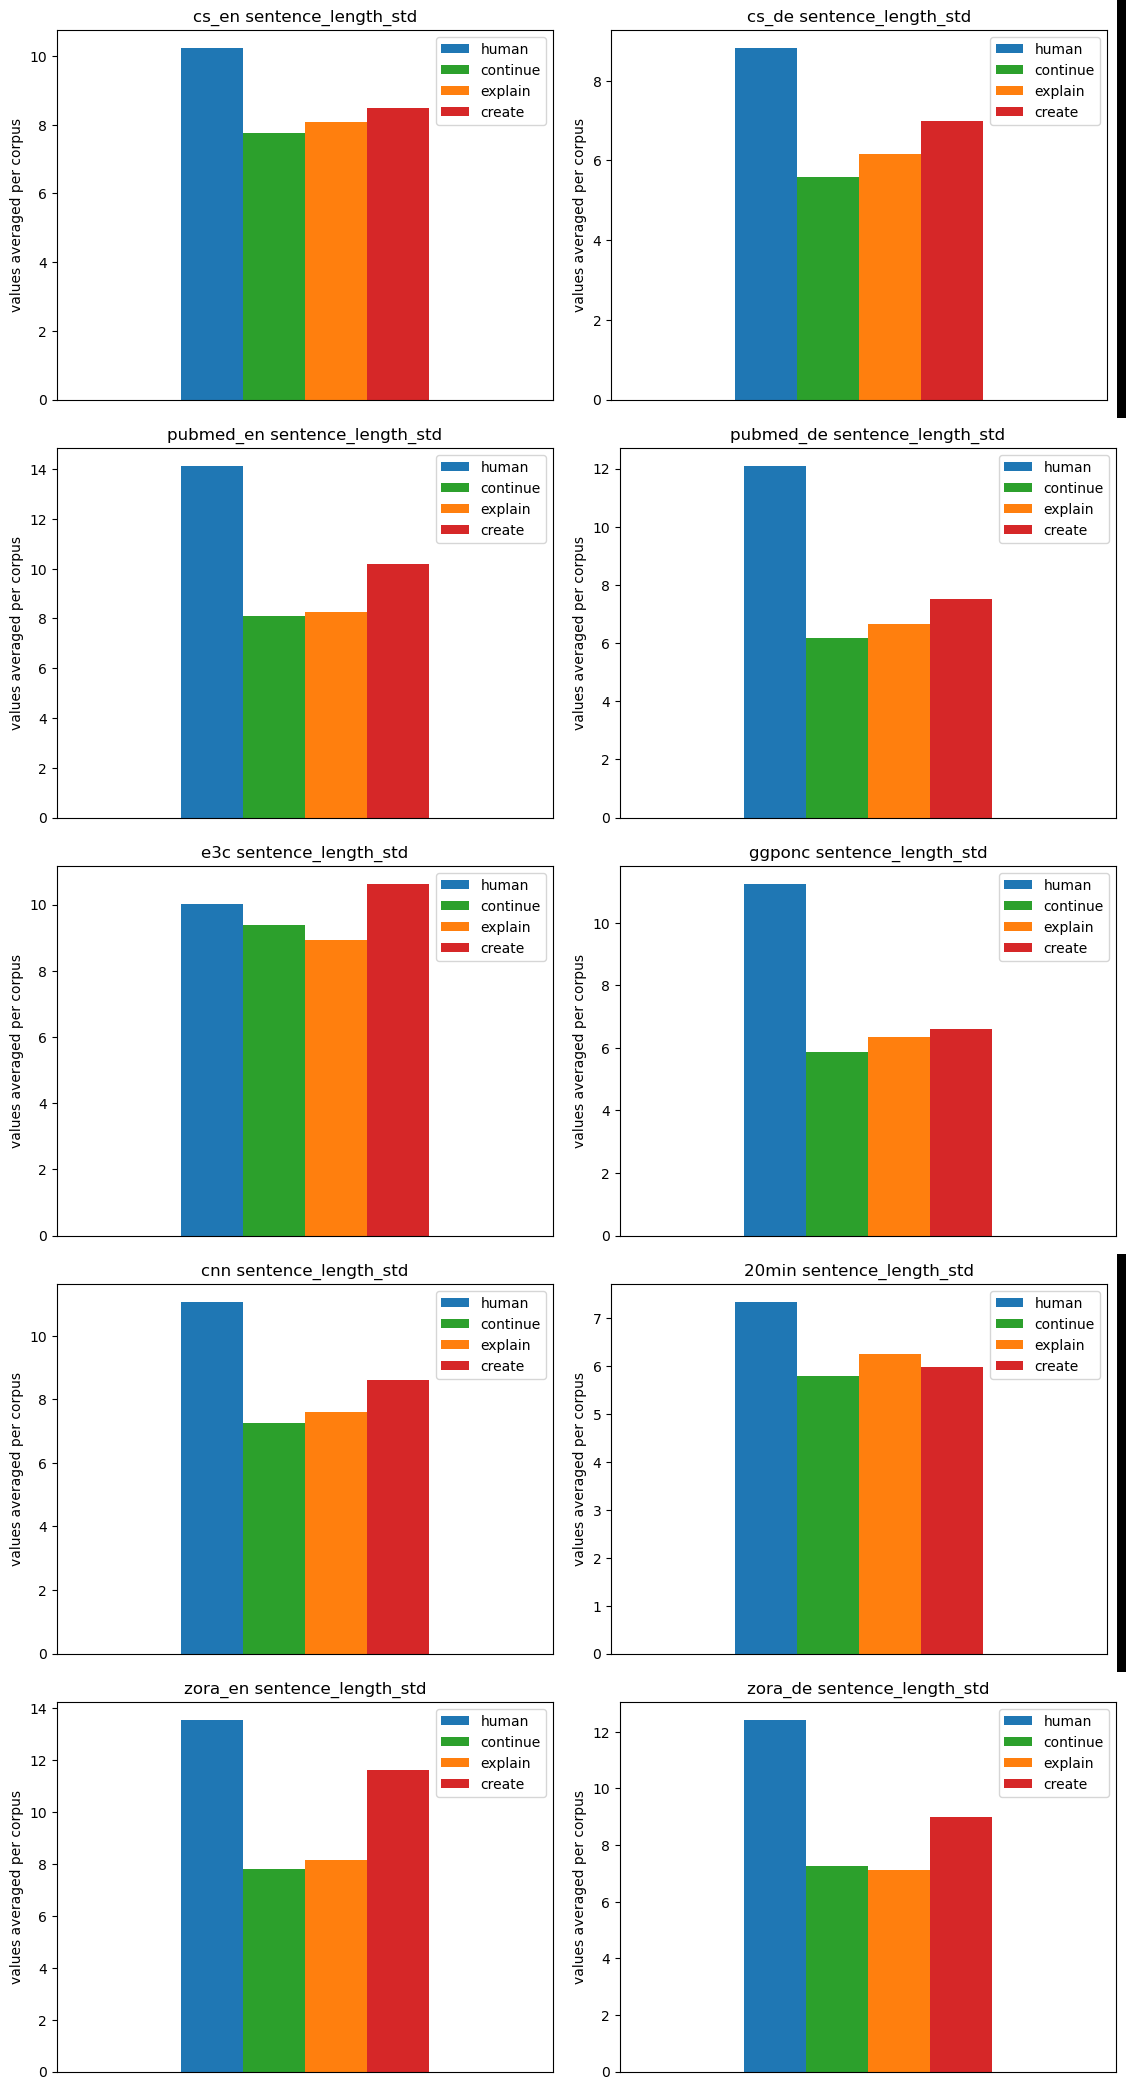 cs_en sentence_length_std
values averaged per corpus
10
8
6
4
2
0
human
continue
explain
create
cs_de sentence_length_std
values averaged per corpus
8
6
4
2
0
human
continue
explain
create
pubmed_en sentence_length_std
values averaged per corpus
14
12
10
8
6
4
2
0
human
continue
explain
create
pubmed_de sentence_length_std
values averaged per corpus
12
10
8
6
4
2
0
human
continue
explain
create
e3c sentence_length_std
values averaged per corpus
10
8
6
4
2
0
human
continue
explain
create
ggponc sentence_length_std
values averaged per corpus
10
8
6
4
2
0
human
continue
explain
create
cnn sentence_length_std
values averaged per corpus
10
8
6
4
2
0
human
continue
explain
create
20min sentence_length_std
values averaged per corpus
7
6
5
4
3
2
1
0
human
continue
explain
create
zora_en sentence_length_std
values averaged per corpus
14
12
10
8
6
4
2
0
human
continue
explain
create
zora_de sentence_length_std
values averaged per corpus
12
10
8
6
4
2
0
human
continue
explain
create